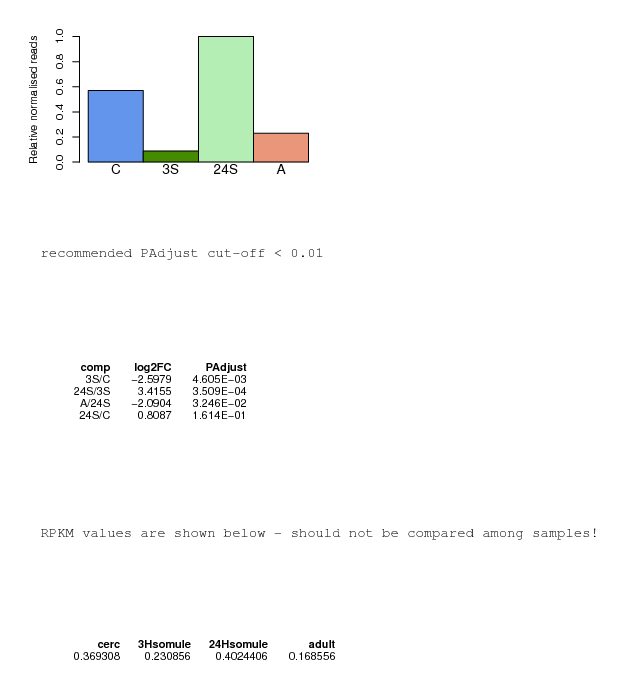 Relative normalised reads
1.0
0.8
0.6
0.4
0.2
0.0
C 3S 24S A
recommended PAdjust cut-off < 0.01
comp log2FC PAdjust
3S/C −2.5979 4.605E−03
24S/3S 3.4155 3.509E−04
A/24S −2.0904 3.246E−02
24S/C 0.8087 1.614E−01
RPKM values are shown below - should not be compared among samples!
cerc 3Hsomule 24Hsomule adult
0.369308 0.230856 0.4024406 0.168556